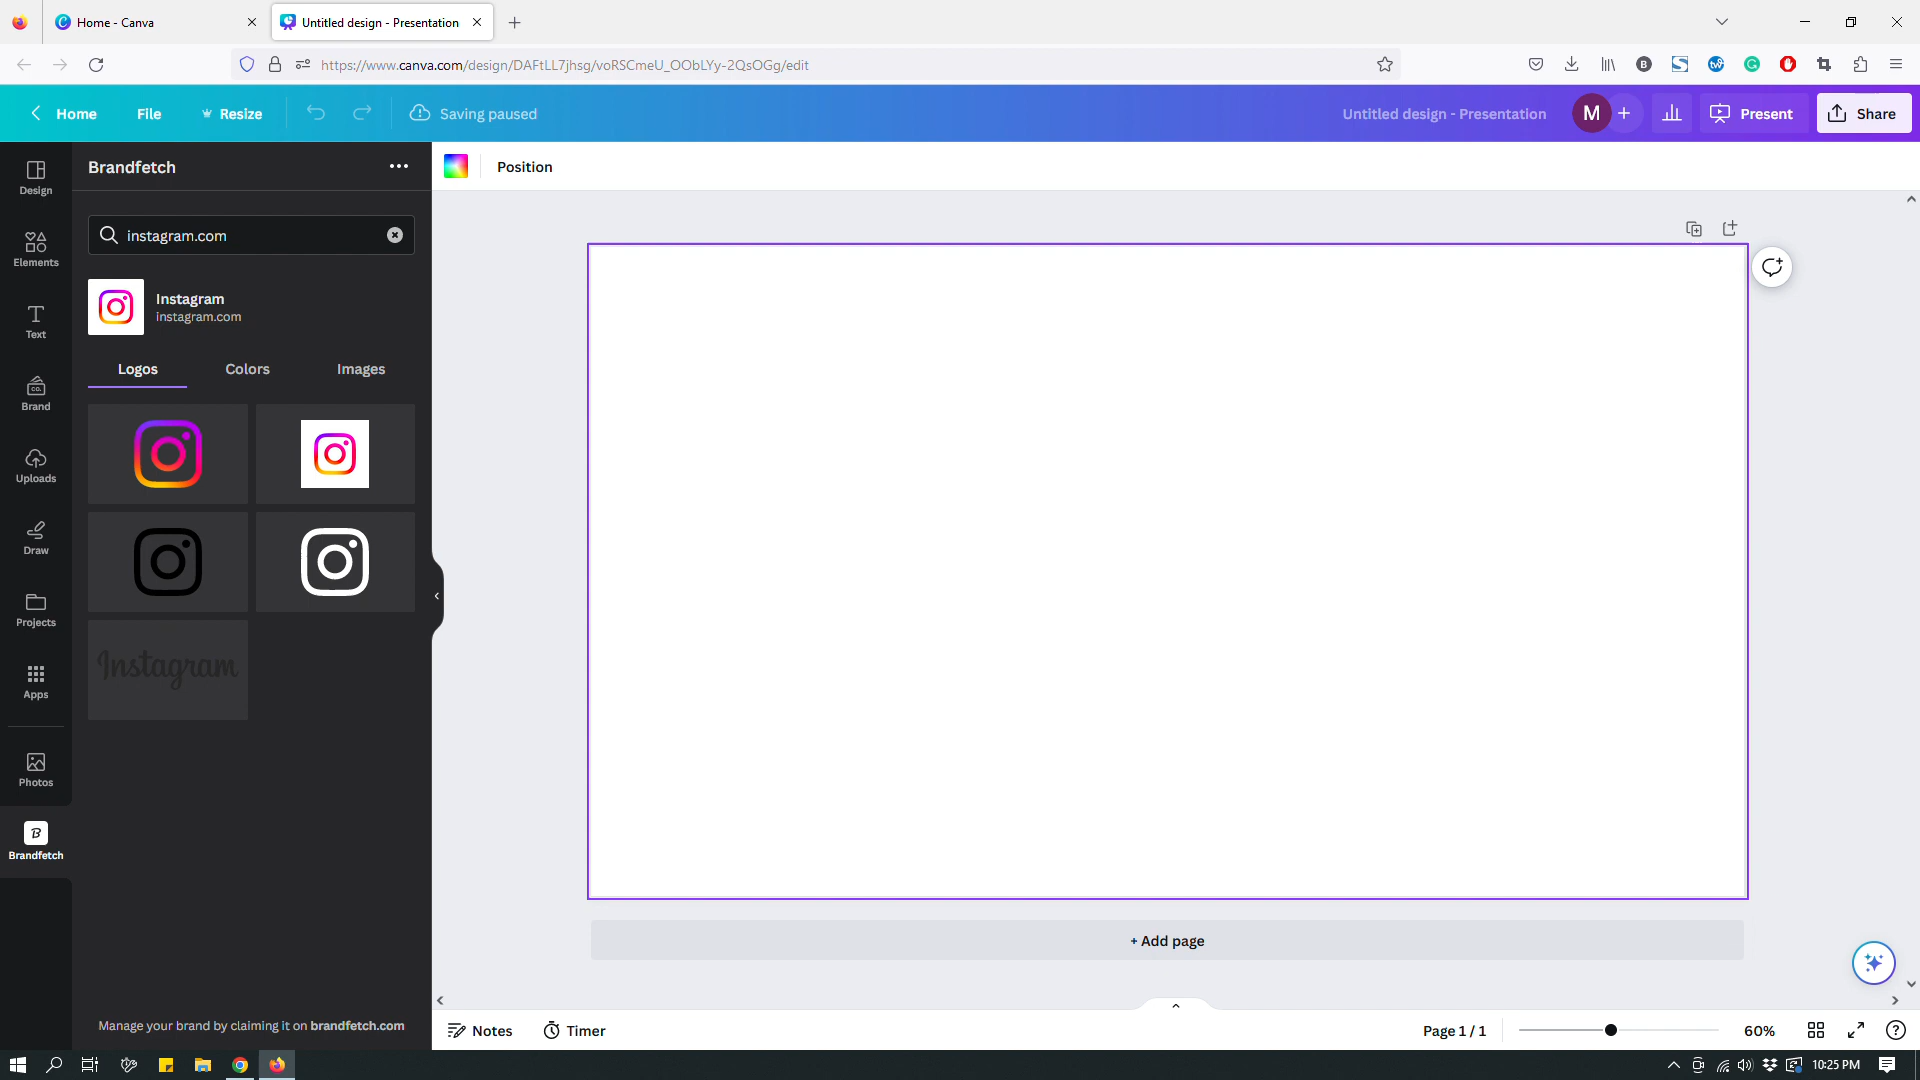 Home - Canva
Untitled design - Presentation
https://www.canva.com/design/DAFtLL7jhsg/voRSCmeU_OObLYy-2QsOGg/edit
Home
File
Resize
Saving paused
Untitled design - Presentation
M
Present
Share
Brandfetch
Position
Design
Elements
Text
Brand
Uploads
Draw
Projects
Apps
Photos
Brandfetch
instagram.com
Instagram
instagram.com
Logos
Colors
Images
Instagram
Manage your brand by claiming it on brandfetch.com
+ Add page
Notes
Timer
Page 1 / 1
60%
10:25 PM